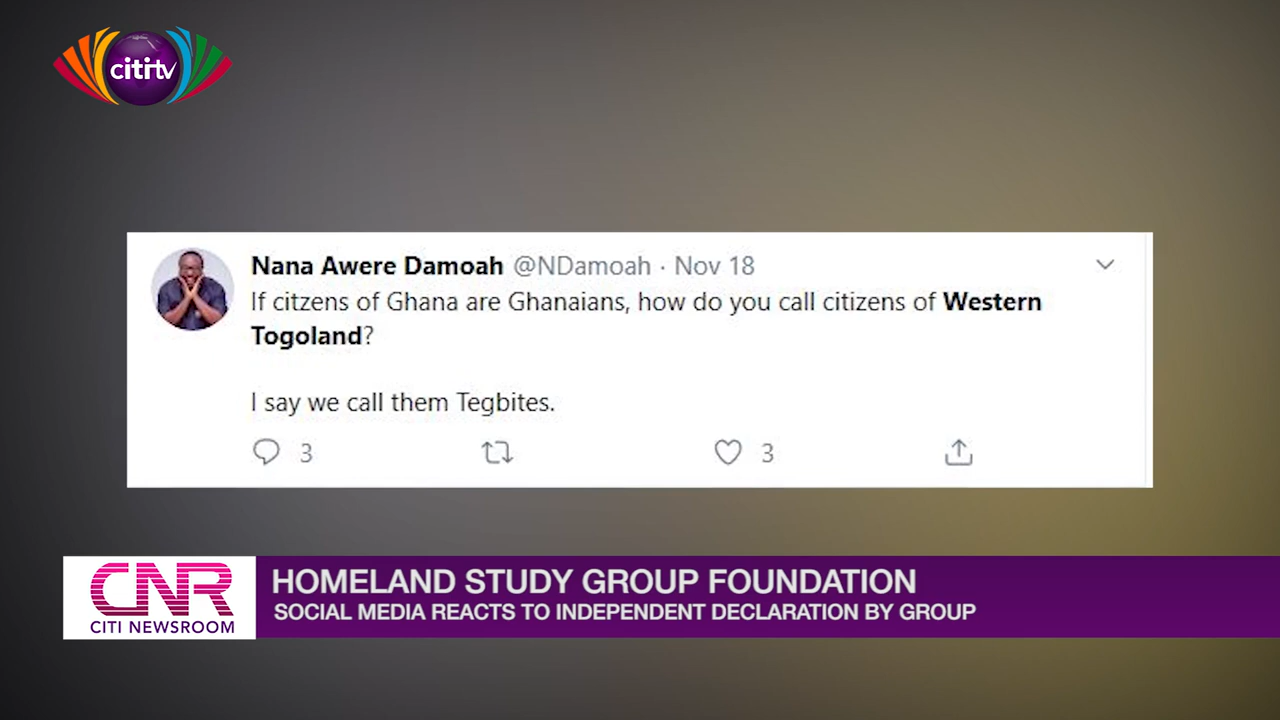 cititv
Nana Awere Damoah @NDamoah · Nov 18
If citzens of Ghana are Ghanaians, how do you call citizens of Western
Togoland?
I say we call them Tegbites.
3
3
CNR
CITI NEWSROOM
HOMELAND STUDY GROUP FOUNDATION
SOCIAL MEDIA REACTS TO INDEPENDENT DECLARATION BY GROUP